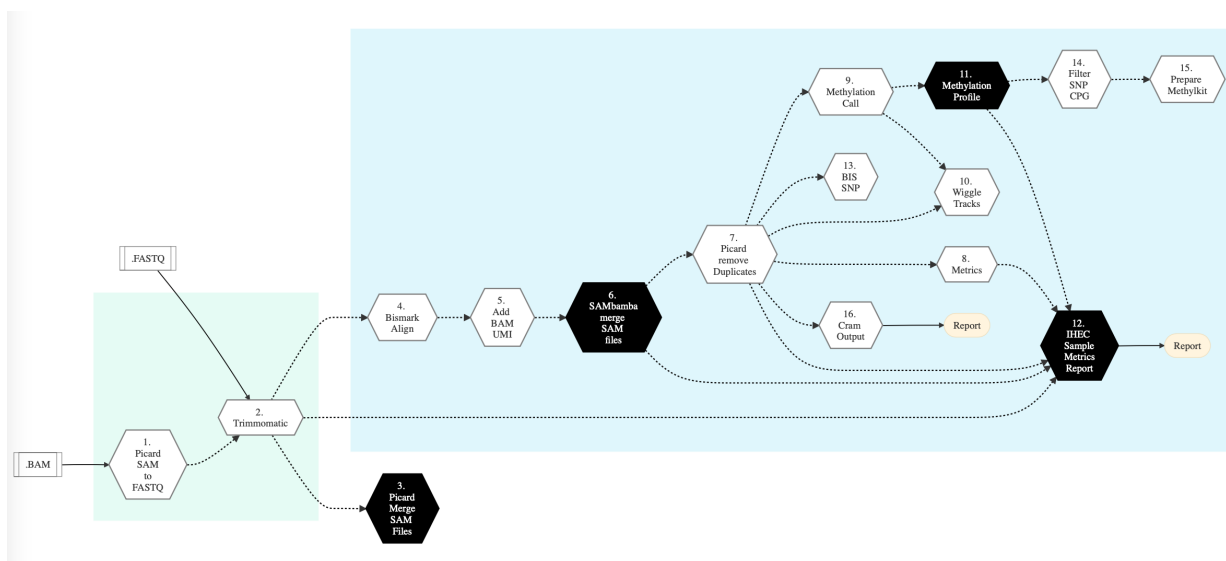 .FASTQ
.BAM
1.
Picard
SAM
to
FASTQ
2.
Trimmomatic
3.
Picard
Merge
SAM
Files
4.
Bismark
Align
5.
Add
BAM
UMI
6.
SAMbamba
merge
SAM
files
7.
Picard
remove
Duplicates
9.
Methylation
Call
11.
Methylation
Profile
14.
Filter
SNP
CPG
15.
Prepare
Methylkit
13.
BIS
SNP
10.
Wiggle
Tracks
8.
Metrics
16.
Cram
Output
Report
12.
IHEC
Sample
Metrics
Report
Report